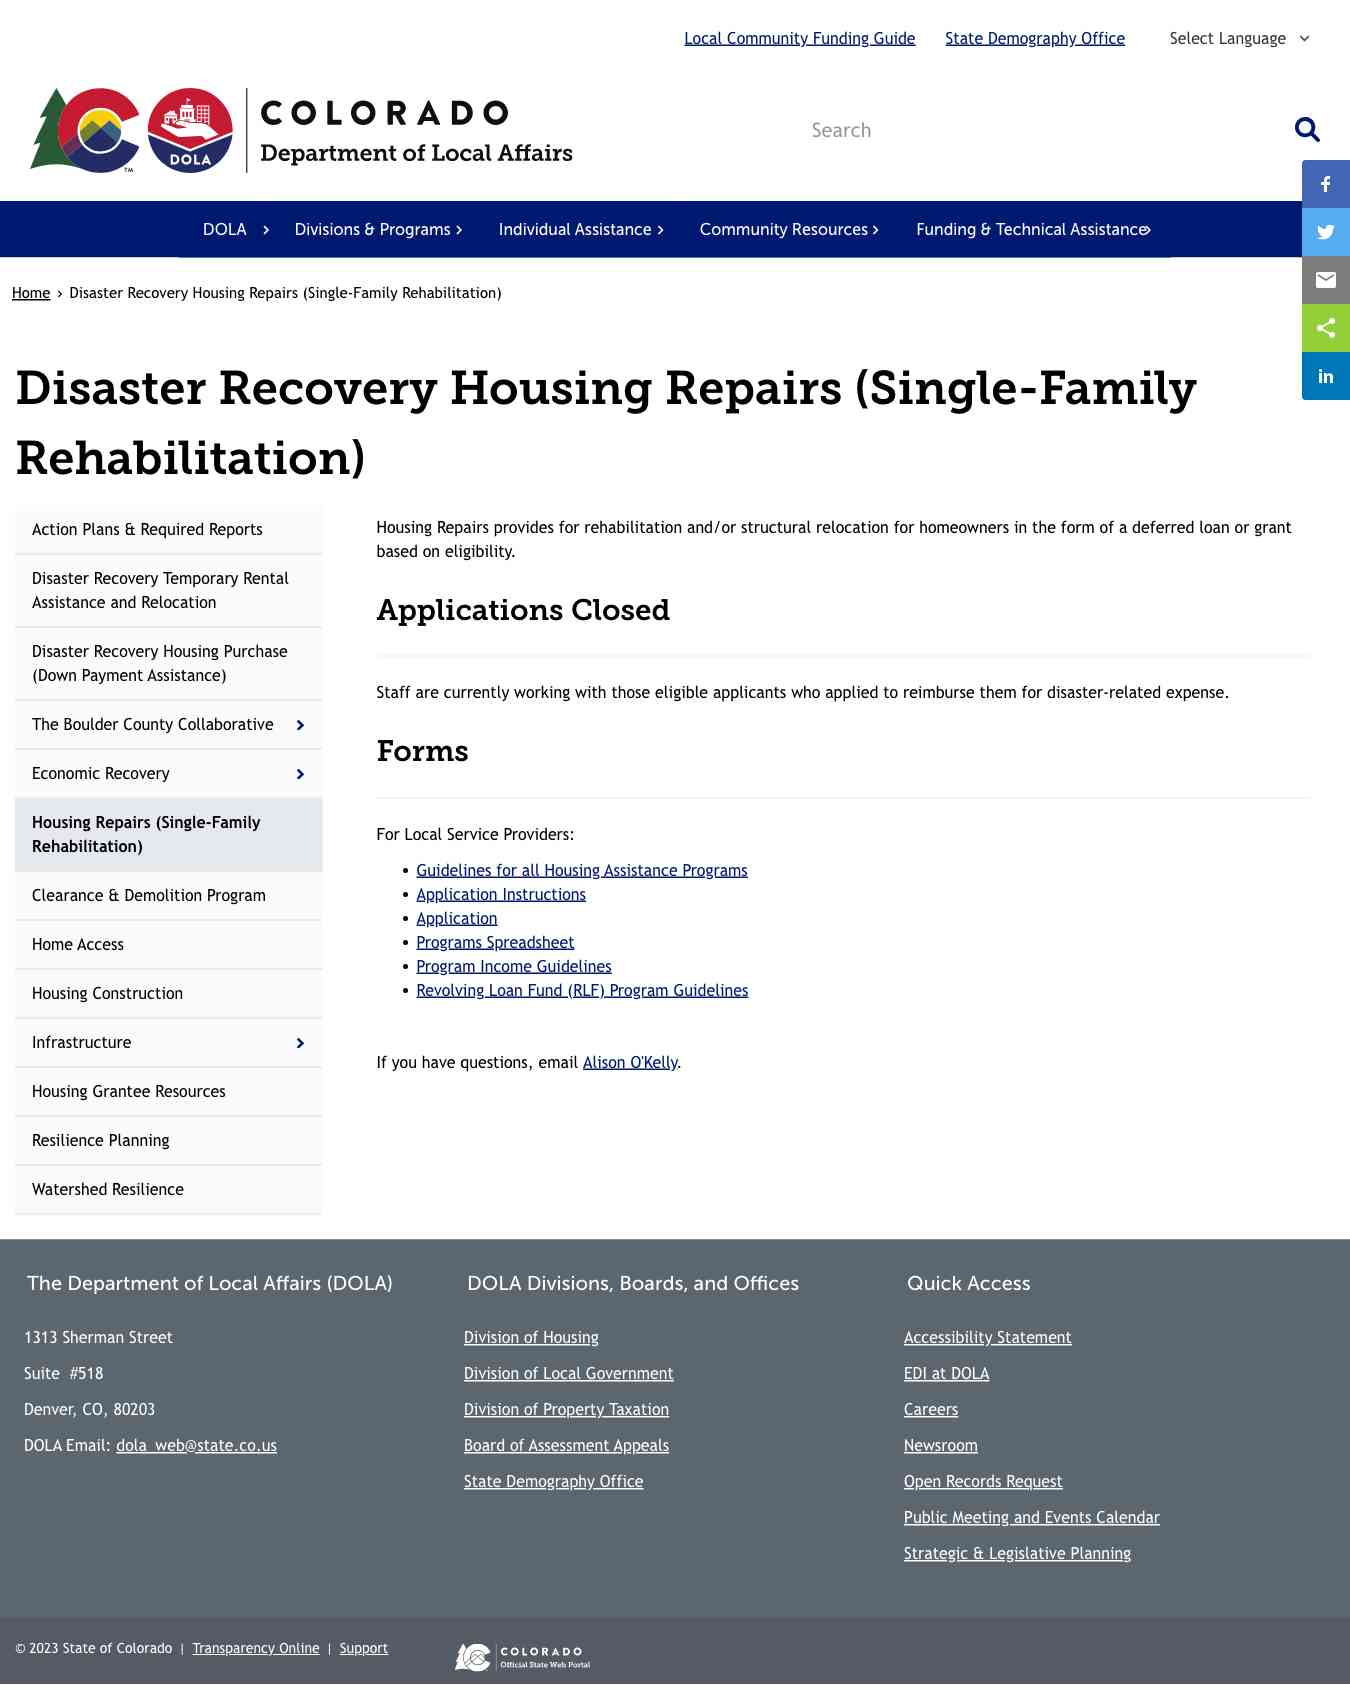 Local Community Funding Guide State Demography Office Select Language
DOLA
TM
COLORADO
Department of Local Affairs
Search
DOLA Divisions & Programs Individual Assistance Community Resources Funding & Technical Assistance
Home › Disaster Recovery Housing Repairs (Single-Family Rehabilitation)
Disaster Recovery Housing Repairs (Single-Family
Rehabilitation)
Action Plans & Required Reports
Disaster Recovery Temporary Rental
Assistance and Relocation
Disaster Recovery Housing Purchase
(Down Payment Assistance)
The Boulder County Collaborative
Economic Recovery
Housing Repairs (Single-Family
Rehabilitation)
Clearance & Demolition Program
Home Access
Housing Construction
Infrastructure
Housing Grantee Resources
Resilience Planning
Watershed Resilience
Housing Repairs provides for rehabilitation and/or structural relocation for homeowners in the form of a deferred loan or grant
based on eligibility.
Applications Closed
Staff are currently working with those eligible applicants who applied to reimburse them for disaster-related expense.
Forms
For Local Service Providers:
• Guidelines for all Housing Assistance Programs
• Application Instructions
• Application
• Programs Spreadsheet
• Program Income Guidelines
• Revolving Loan Fund (RLF) Program Guidelines
If you have questions, email Alison O'Kelly.
The Department of Local Affairs (DOLA)
1313 Sherman Street
Suite #518
Denver, CO, 80203
DOLA Email: dola_web@state.co.us
DOLA Divisions, Boards, and Offices
Division of Housing
Division of Local Government
Division of Property Taxation
Board of Assessment Appeals
State Demography Office
Quick Access
Accessibility Statement
EDI at DOLA
Careers
Newsroom
Open Records Request
Public Meeting and Events Calendar
Strategic & Legislative Planning
© 2023 State of Colorado | Transparency Online | Support
COLORADO
Official State Web Portal